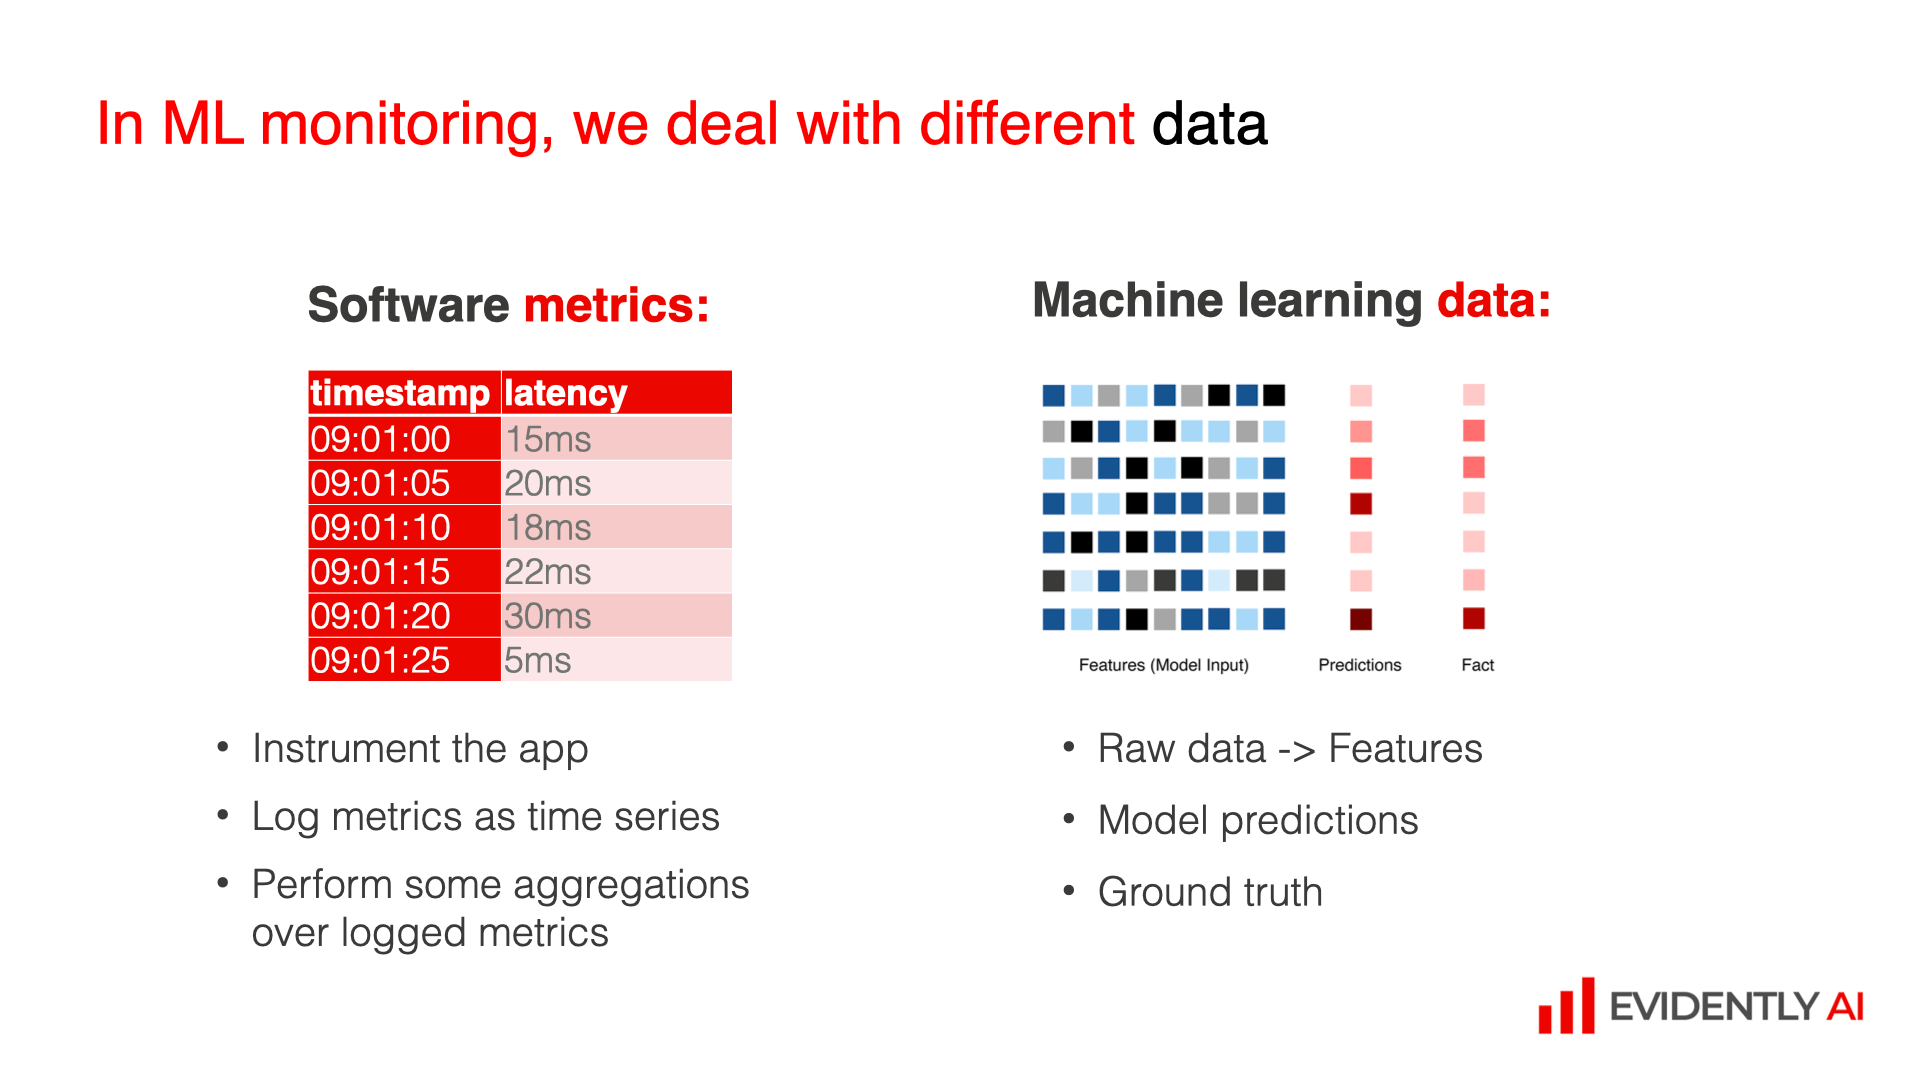 In ML monitoring, we deal with different data
Software metrics:
timestamp latency
09:01:00 15ms
09:01:05 20ms
09:01:10 18ms
09:01:15 22ms
09:01:20 30ms
09:01:25 5ms
• Instrument the app
• Log metrics as time series
• Perform some aggregations
over logged metrics
Machine learning data:
Features (Model Input) Predictions Fact
• Raw data -> Features
• Model predictions
• Ground truth
EVIDENTLY AI